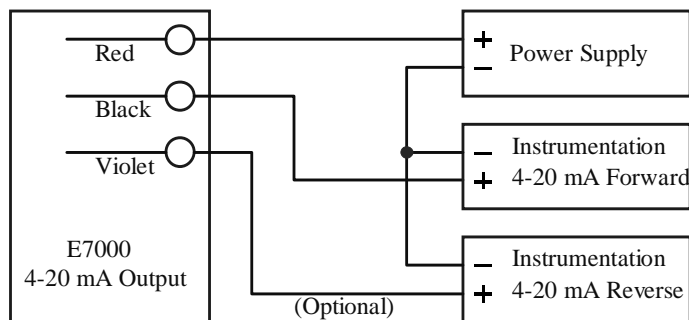 Red
Black
Violet
E7000
4-20 mA Output
(Optional)
+
−
Power Supply
−
+
Instrumentation
4-20 mA Forward
−
+
Instrumentation
4-20 mA Reverse